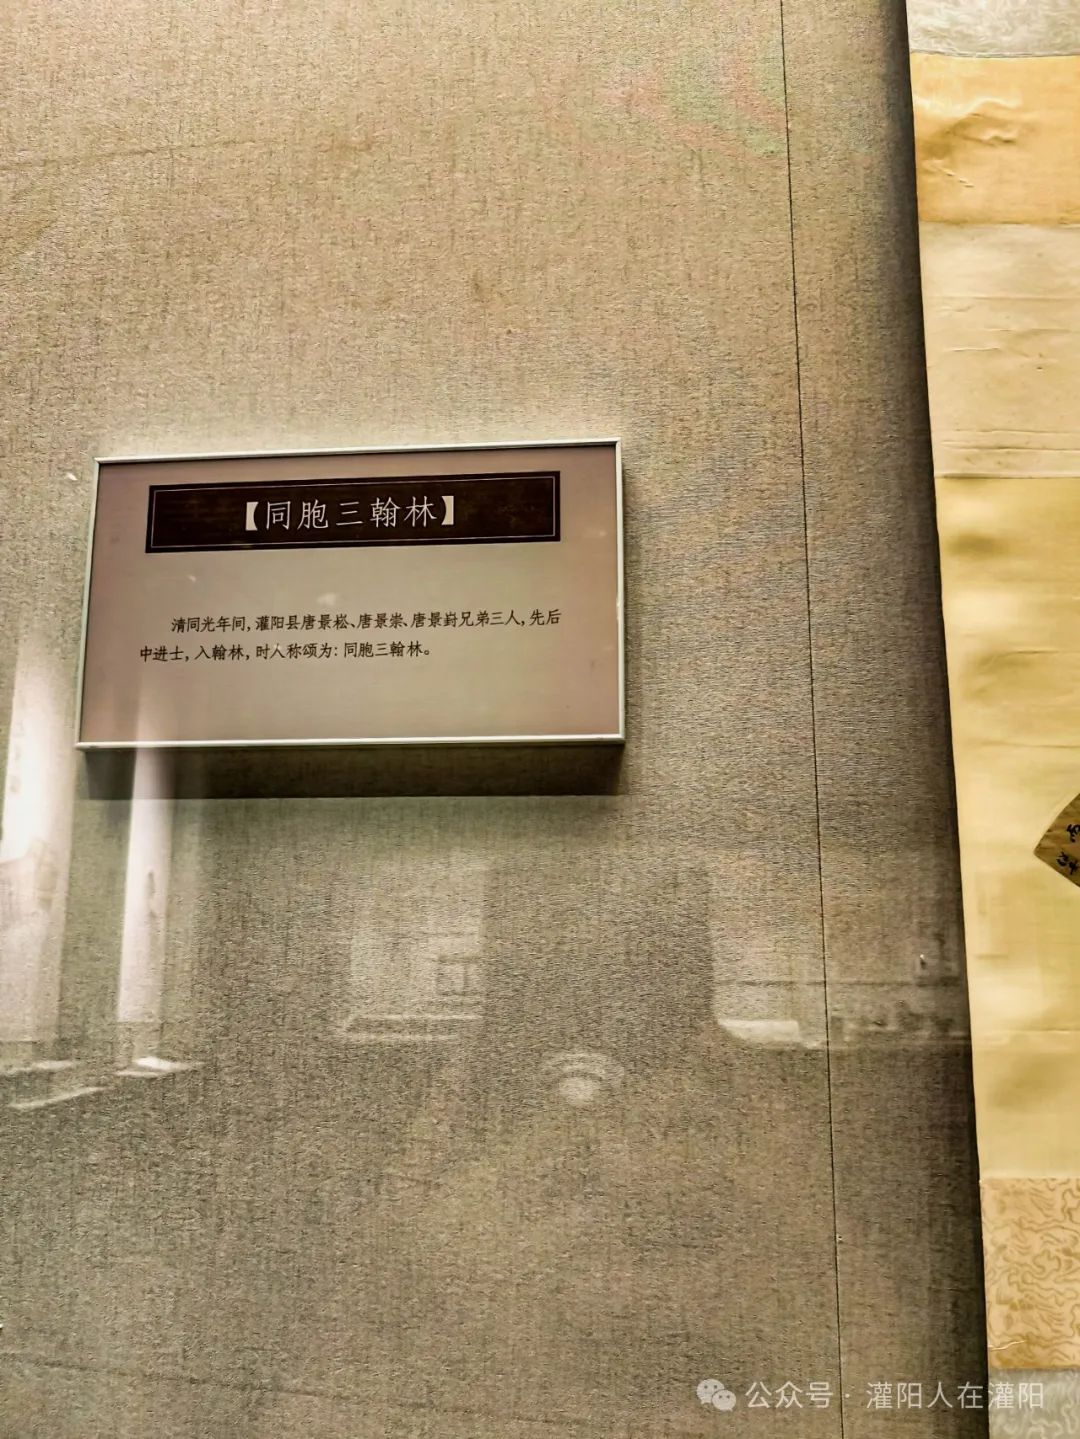 【同胞三翰林】
清同光年间,灌阳县唐景崧、唐景崇、唐景崶兄弟三人,先后
中进士,入翰林,时人称颂为:同胞三翰林。
公众号·灌阳人在灌阳